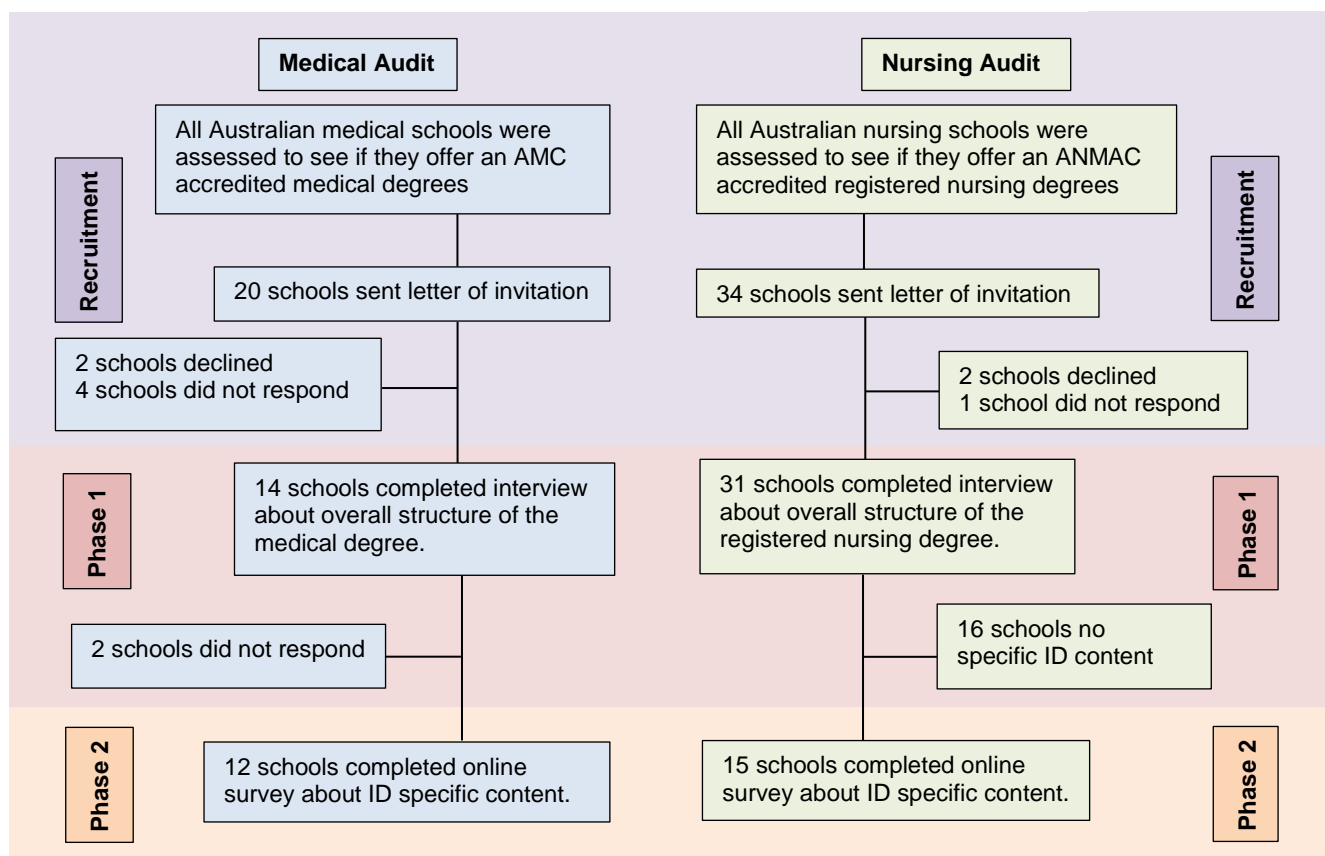 Medical Audit
Nursing Audit
All Australian medical schools were
assessed to see if they offer an AMC
accredited medical degrees
All Australian nursing schools were
assessed to see if they offer an ANMAC
accredited registered nursing degrees
Recruitment
Recruitment
20 schools sent letter of invitation
34 schools sent letter of invitation
2 schools declined
4 schools did not respond
2 schools declined
1 school did not respond
Phase 1
14 schools completed interview
about overall structure of the
medical degree.
31 schools completed interview
about overall structure of the
registered nursing degree.
Phase 1
2 schools did not respond
16 schools no
specific ID content
Phase 2
12 schools completed online
survey about ID specific content.
15 schools completed online
survey about ID specific content.
Phase 2